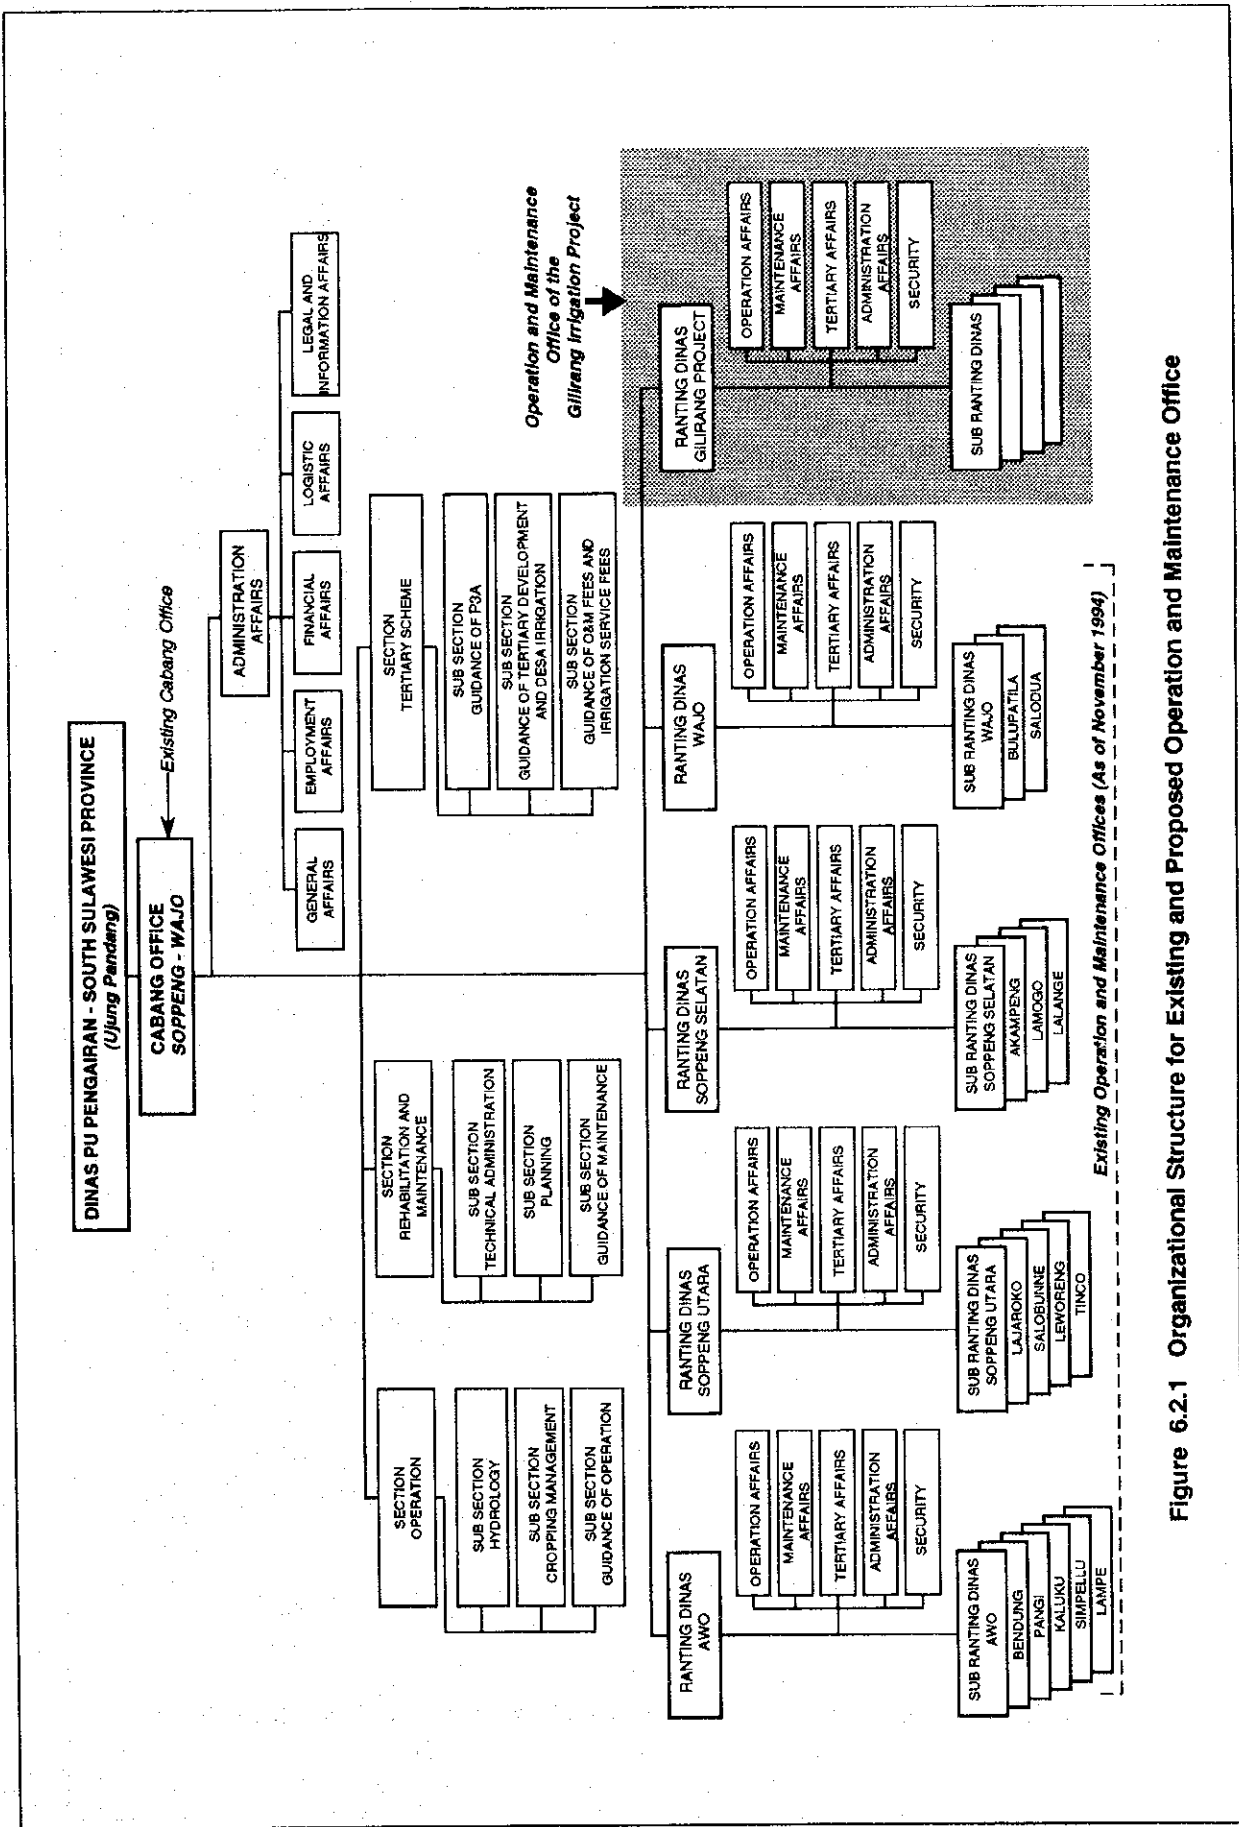 DINAS PU PENGAIRAN - SOUTH SULAWESI PROVINCE
(Ujung Pandang)
CABANG OFFICE
SOPPENG - WAJO
Existing Cabang Office
ADMINISTRATION
AFFAIRS
GENERAL
AFFAIRS
EMPLOYMENT
AFFAIRS
FINANCIAL
AFFAIRS
LOGISTIC
AFFAIRS
LEGAL AND
INFORMATION AFFAIRS
SECTION
OPERATION
SUB SECTION
HYDROLOGY
SUB SECTION
CROPPING MANAGEMENT
SUB SECTION
GUIDANCE OF OPERATION
SECTION
REHABILITATION AND
MAINTENANCE
SUB SECTION
TECHNICAL ADMINISTRATION
SUB SECTION
PLANNING
SUB SECTION
GUIDANCE OF MAINTENANCE
SECTION
TERTIARY SCHEME
SUB SECTION
GUIDANCE OF P3A
SUB SECTION
GUIDANCE OF TERTIARY DEVELOPMENT
AND DESA IRRIGATION
SUB SECTION
GUIDANCE OF O&M FEES AND
IRRIGATION SERVICE FEES
Operation and Maintenance
Office of the
Gilirang Irrigation Project
RANTING DINAS
AWO
OPERATION AFFAIRS
MAINTENANCE
AFFAIRS
TERTIARY AFFAIRS
ADMINISTRATION
AFFAIRS
SECURITY
SUB RANTING DINAS
AWO
BENDUNG
PANGI
KALUKU
SIMPELLU
LAMPE
RANTING DINAS
SOPPENG UTARA
OPERATION AFFAIRS
MAINTENANCE
AFFAIRS
TERTIARY AFFAIRS
ADMINISTRATION
AFFAIRS
SECURITY
SUB RANTING DINAS
SOPPENG UTARA
LAJAROKO
SALOBUNNE
LEWORENG
TINCO
RANTING DINAS
SOPPENG SELATAN
OPERATION AFFAIRS
MAINTENANCE
AFFAIRS
TERTIARY AFFAIRS
ADMINISTRATION
AFFAIRS
SECURITY
SUB RANTING DINAS
SOPPENG SELATAN
AKAMPENG
LAMOGO
LALANGE
RANTING DINAS
WAJO
OPERATION AFFAIRS
MAINTENANCE
AFFAIRS
TERTIARY AFFAIRS
ADMINISTRATION
AFFAIRS
SECURITY
SUB RANTING DINAS
WAJO
BULUPATILA
SALODUA
RANTING DINAS
GILIRANG PROJECT
OPERATION AFFAIRS
MAINTENANCE
AFFAIRS
TERTIARY AFFAIRS
ADMINISTRATION
AFFAIRS
SECURITY
SUB RANTING DINAS
Existing Operation and Maintenance Offices (As of November 1994)
Figure 6.2.1 Organizational Structure for Existing and Proposed Operation and Maintenance Office